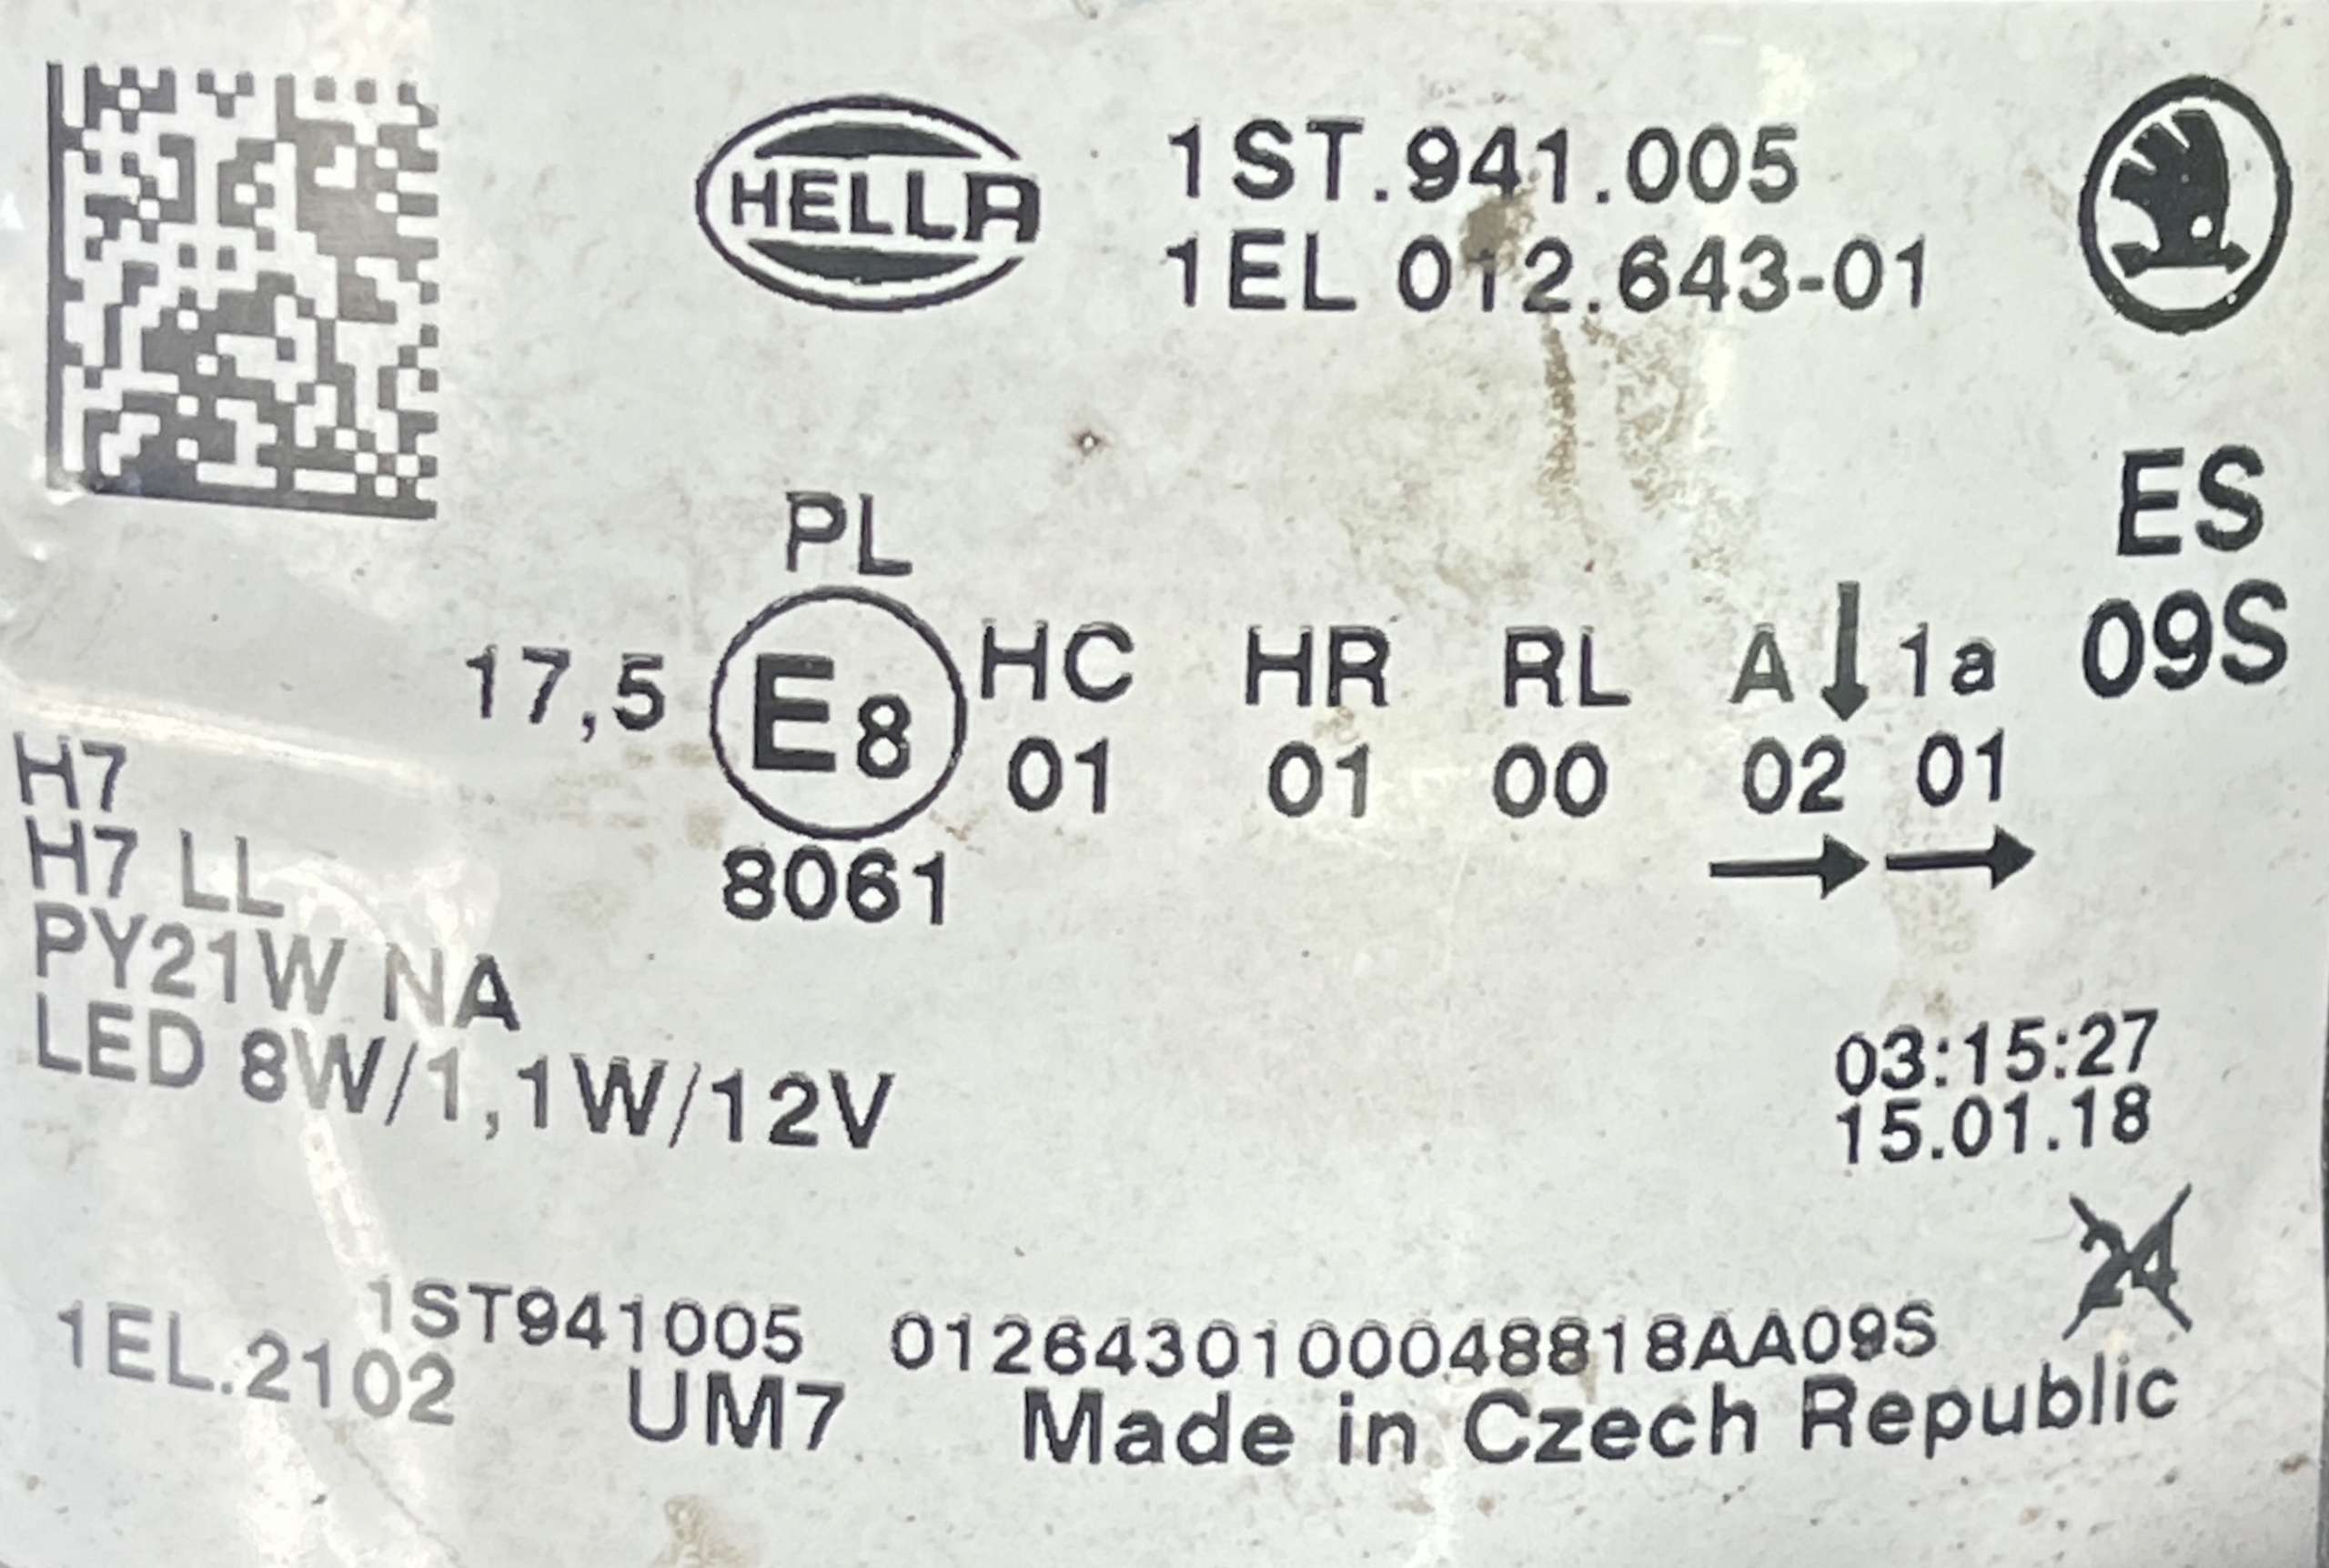 HELLA
1ST.941.005
1EL 012.643-01
ES
09S
PL
17,5 E8 HC HR RL A 1a
01 01 00 02 01
8061
H7
H7 LL
PY21W NA
LED 8W/1,1W/12V
03:15:27
15.01.18
24
1ST941005 01264301000048818AA09S
1EL.2102 UM7 Made in Czech Republic